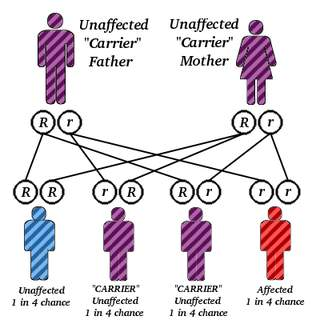 Unaffected
"Carrier"
Father
Unaffected
"Carrier"
Mother
R r R r
R R r R R r r r
Unaffected
1 in 4 chance
"CARRIER"
Unaffected
1 in 4 chance
"CARRIER"
Unaffected
1 in 4 chance
Affected
1 in 4 chance